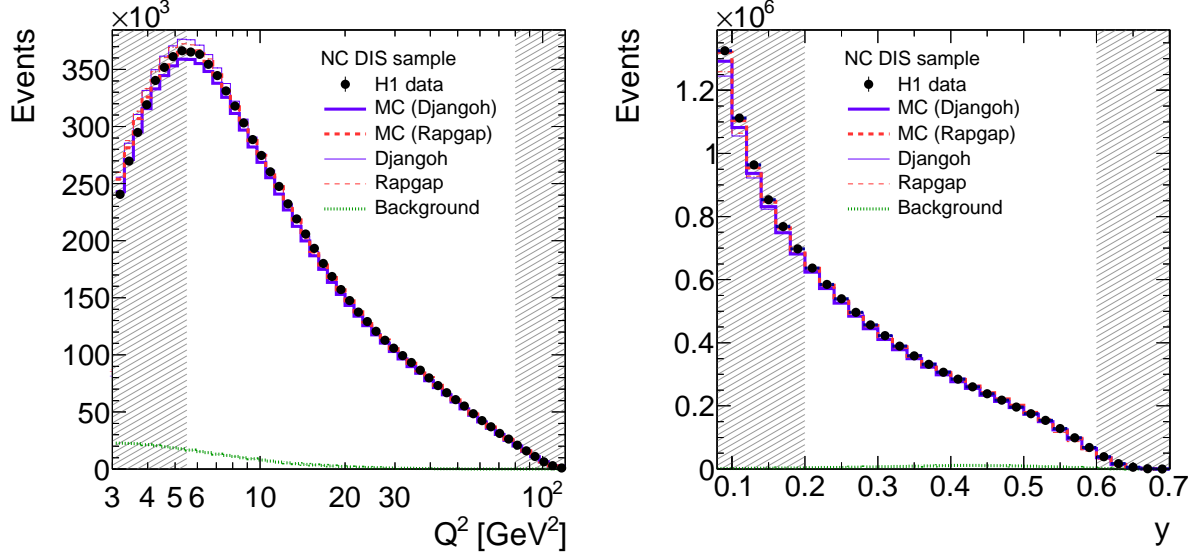 ×10³
Events
350
300
250
200
150
100
50
0
3 4 5 6 10 20 30 10²
Q² [GeV²]
NC DIS sample
H1 data
MC (Djangoh)
MC (Rapgap)
Djangoh
Rapgap
Background
×10⁶
Events
1.2
1
0.8
0.6
0.4
0.2
0
0.1 0.2 0.3 0.4 0.5 0.6 0.7
y
NC DIS sample
H1 data
MC (Djangoh)
MC (Rapgap)
Djangoh
Rapgap
Background